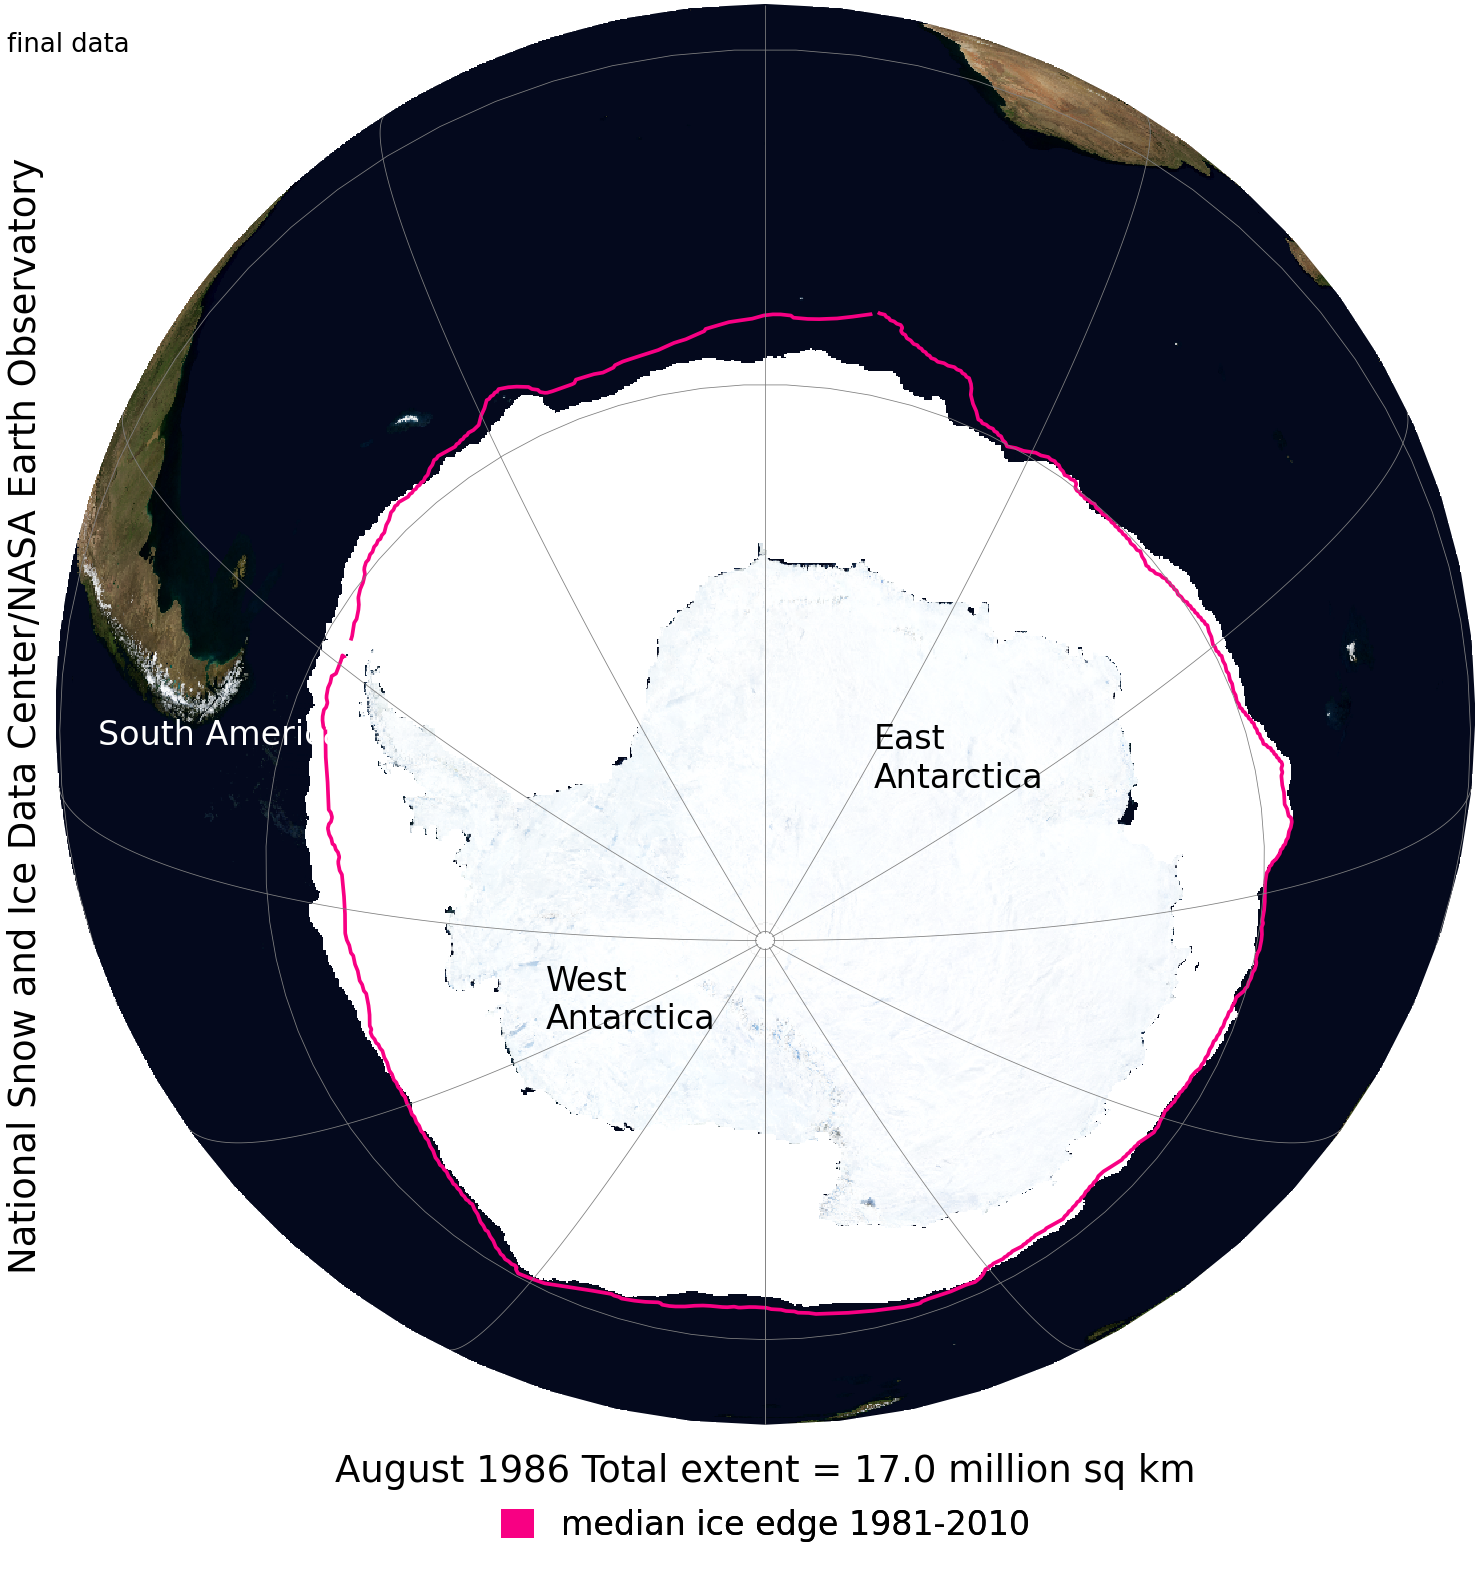 final data
National Snow and Ice Data Center/NASA Earth Observatory
South America
East
Antarctica
West
Antarctica
August 1986 Total extent = 17.0 million sq km
median ice edge 1981-2010